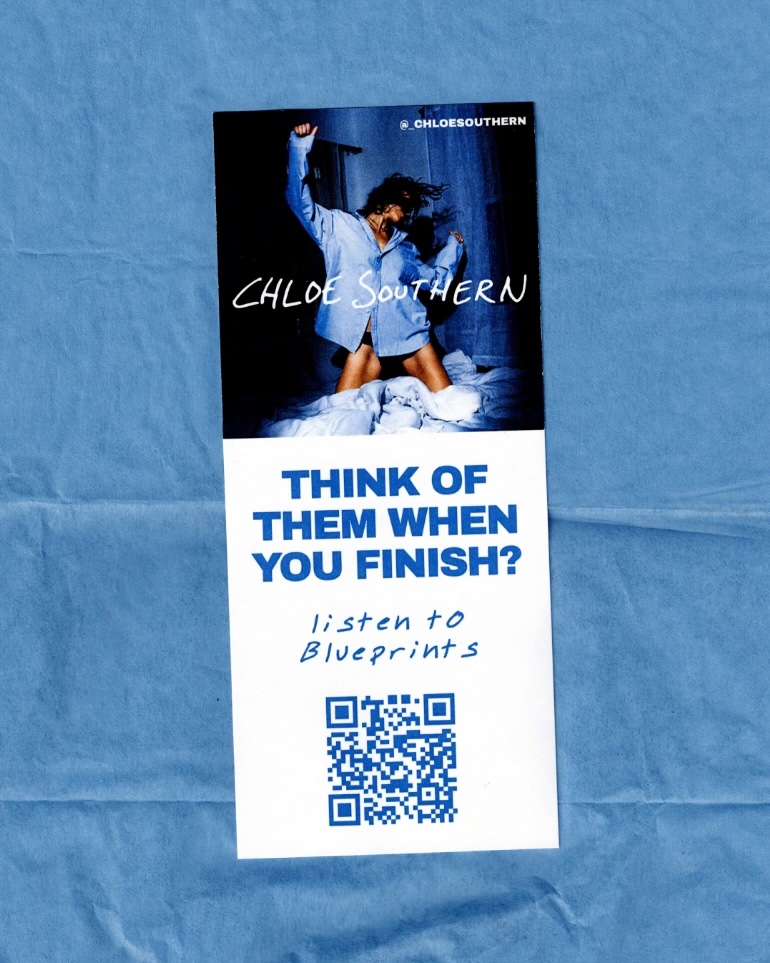 @_CHLOESOUTHERN
CHLOE SOUTHERN
THINK OF
THEM WHEN
YOU FINISH?
listen to
Blueprints